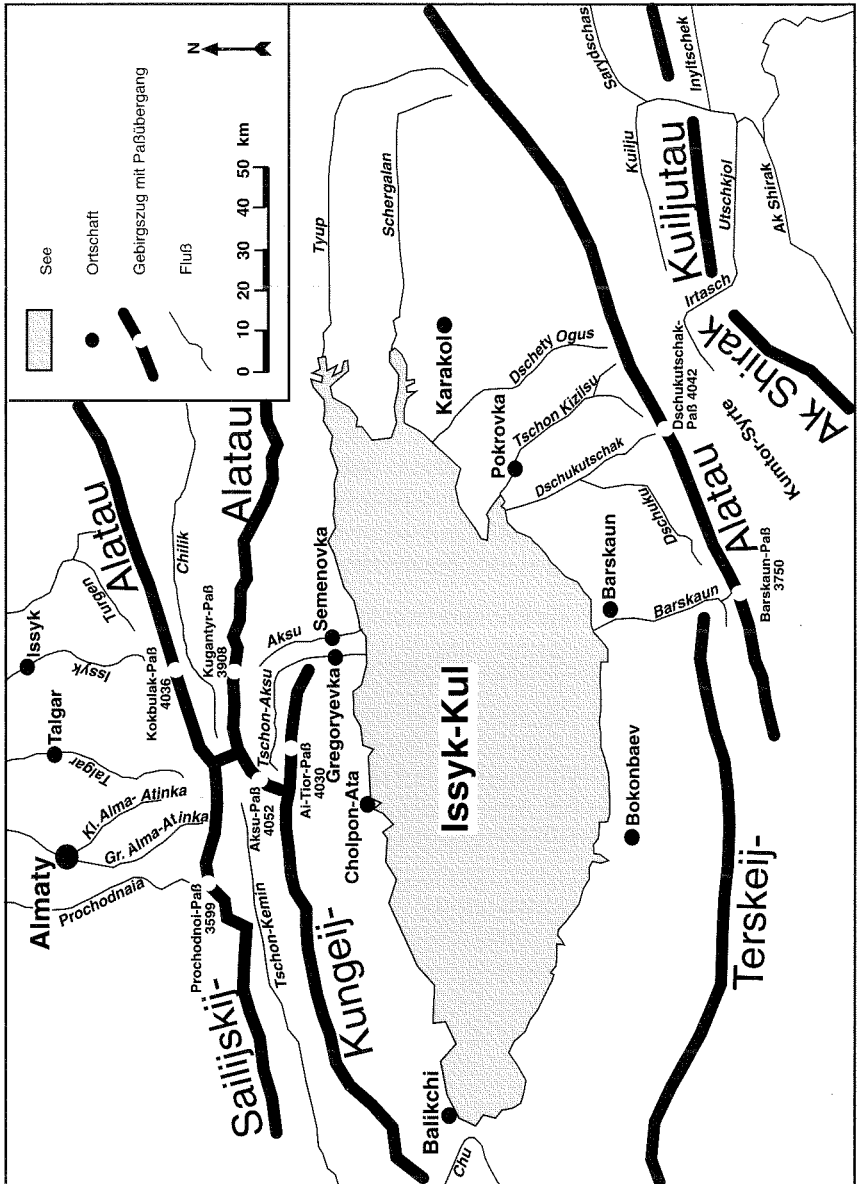 Almaty
Talgar
Issyk
Turgen
Issyk
Talgar
Kl. Alma-Atinka
Gr. Alma-Atinka
Prochodnaia
Prochodnoi-Paß
3599
Kokbulak-Paß
4036
Sailijskij-
Alatau
Chilik
Kugantyr-Paß
3908
Alatau
Tschon-Kemin
Aksu-Paß
4052
Tschon-Aksu
Aksu
Ai-Tior-Paß
4030
Kungeij-
Gregoryevka
Semenovka
Cholpon-Ata
Balikchi
Chu
Issyk-Kul
Tyup
Schergalan
Karakol
Dschety Ogus
Pokrovka
Tschon Kizilsu
Dschukutschak
Dschuku
Barskaun
Barskaun
Bokonbaev
Terskeij-
Alatau
Barskaun-Paß
3750
Dschukutschak-
Paß 4042
Kumtor-Syrte
Ak Shirak
Irtasch
Kuiljutau
Kuilju
Utschkjol
Ak Shirak
Sarydschas
Inyltschek
See
Ortschaft
Gebirgszug mit Paßübergang
Fluß
0 10 20 30 40 50 km
N